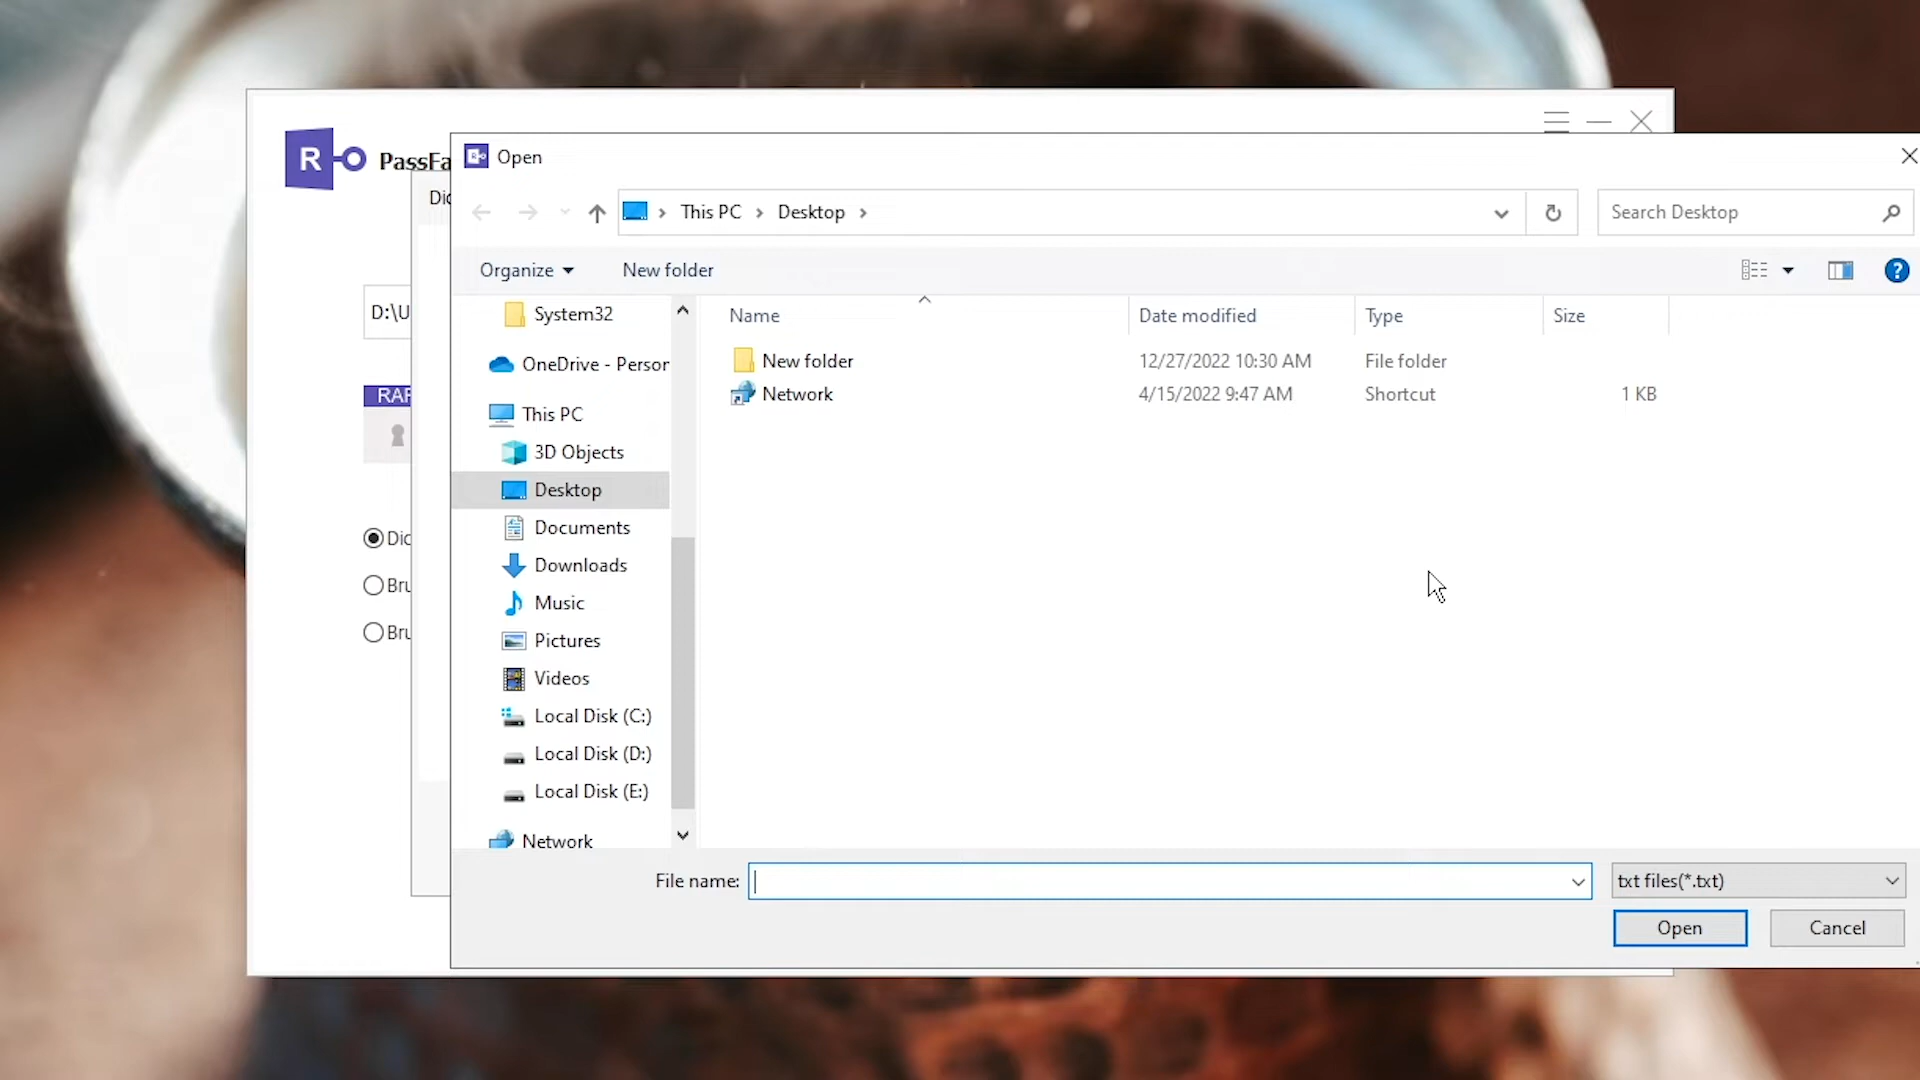 R
PassFa
Open
Dic
This PC
Desktop
Search Desktop
Organize
New folder
?
D:\U
RAR
System32
OneDrive - Person
This PC
3D Objects
Desktop
Documents
Downloads
Music
Pictures
Videos
Local Disk (C:)
Local Disk (D:)
Local Disk (E:)
Network
Name
Date modified
Type
Size
New folder
12/27/2022 10:30 AM
File folder
Network
4/15/2022 9:47 AM
Shortcut
1 KB
Dic
Bru
Bru
File name:
txt files(*.txt)
Open
Cancel